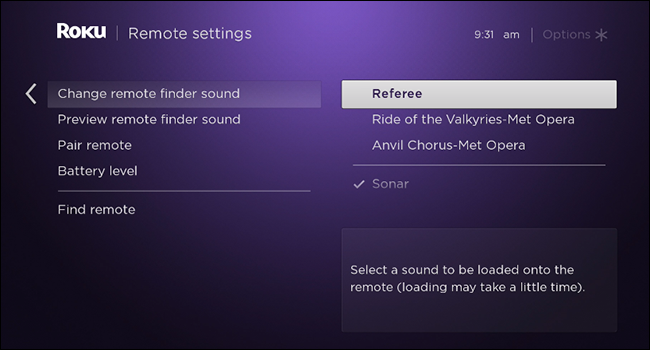 Roku | Remote settings
9:31 am | Options
Change remote finder sound
Preview remote finder sound
Pair remote
Battery level
Find remote
Referee
Ride of the Valkyries-Met Opera
Anvil Chorus-Met Opera
Sonar
Select a sound to be loaded onto the
remote (loading may take a little time).